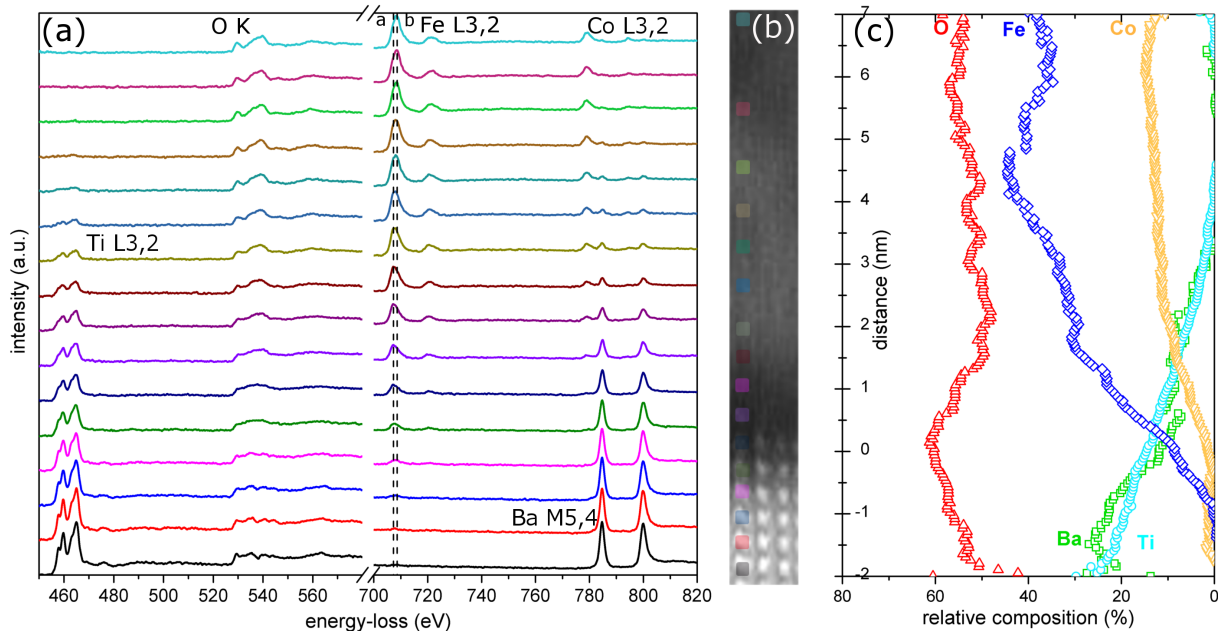 (a)
O K
a
b
Fe L3,2
Co L3,2
Ti L3,2
Ba M5,4
intensity (a.u.)
460 480 500 520 540 560 700 720 740 760 780 800 820
energy-loss (eV)
(b)
(c)
O
Fe
Co
Ba
Ti
7
6
5
4
3
2
1
0
-1
-2
distance (nm)
80 60 40 20 0
relative composition (%)